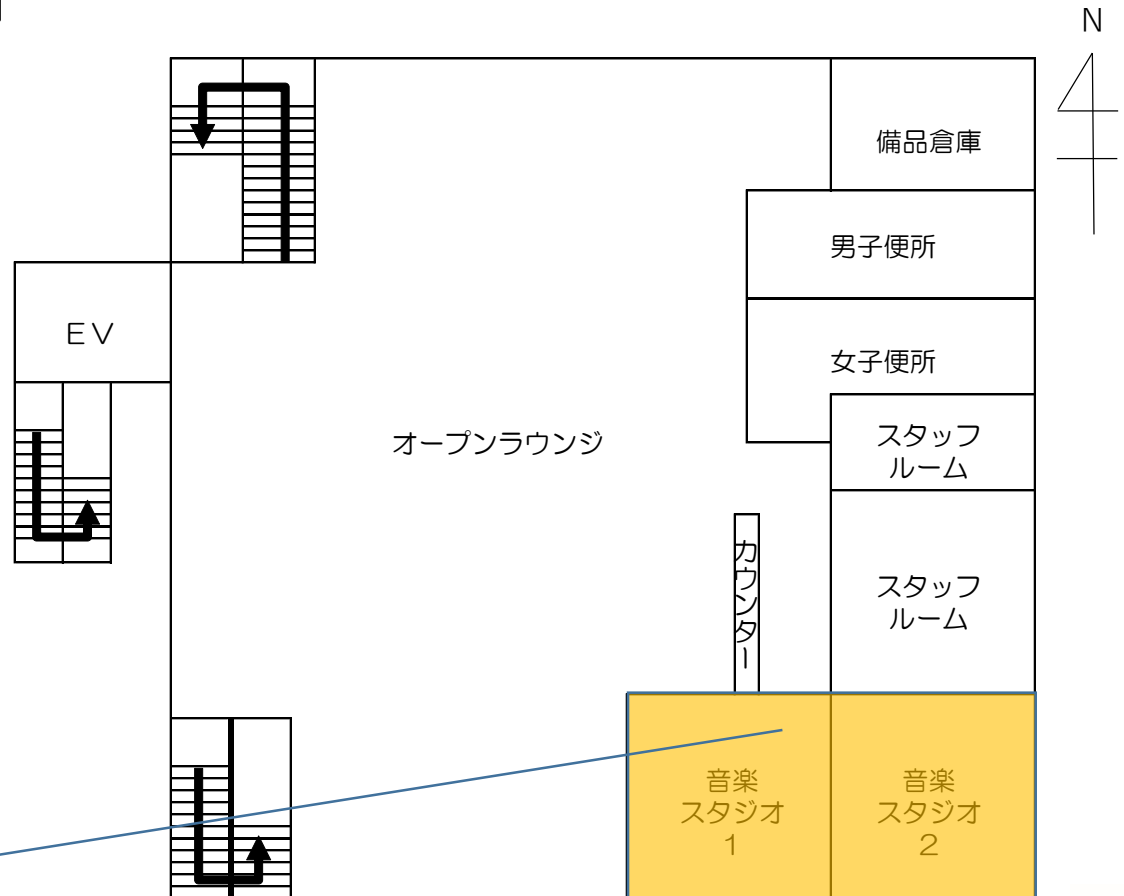 N
備品倉庫
男子便所
EV
女子便所
オープンラウンジ
スタッフ
ルーム
カウンター
スタッフ
ルーム
音楽
スタジオ
1
音楽
スタジオ
2